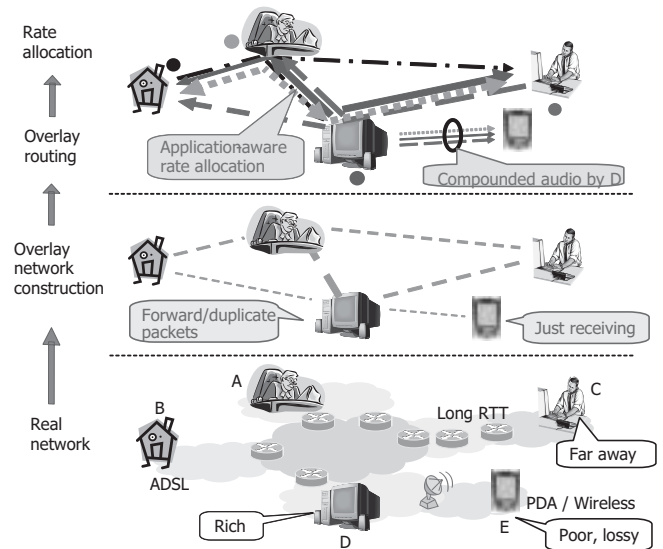 Rate
allocation
Overlay
routing
Applicationaware
rate allocation
Compounded audio by D
Overlay
network
construction
Forward/duplicate
packets
Just receiving
A
B
C
Long RTT
Real
network
Far away
ADSL
PDA / Wireless
Rich
D
E
Poor, lossy